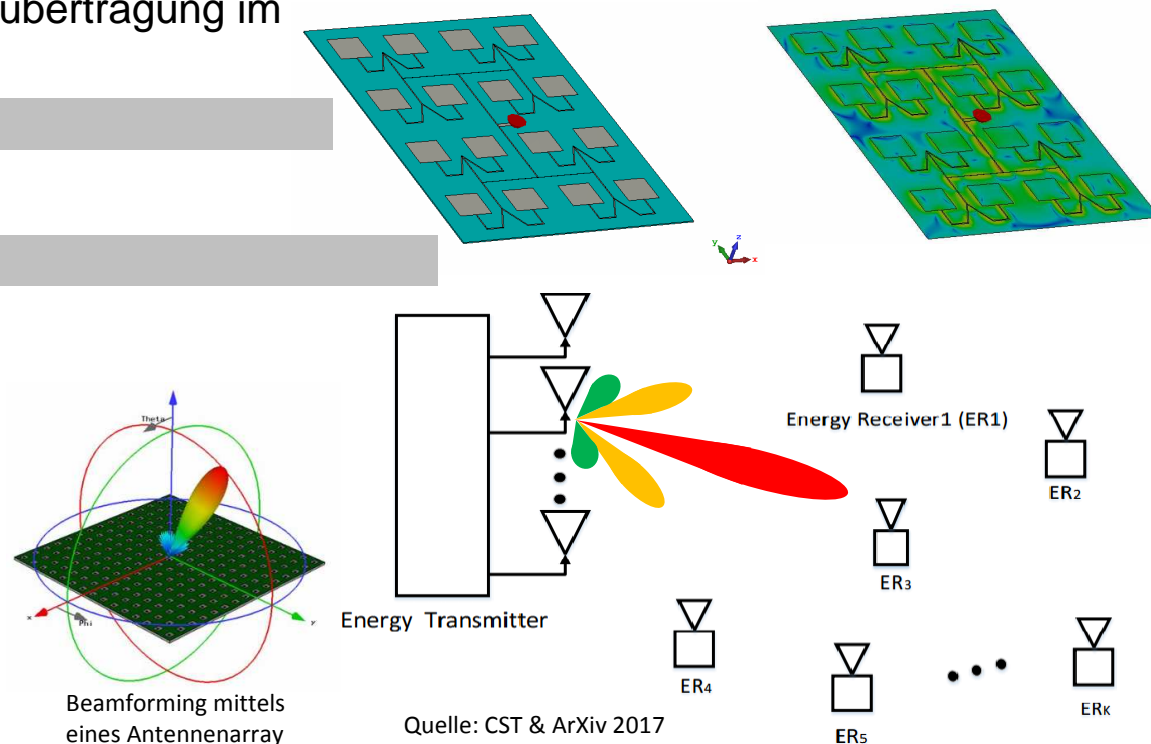 übertragung im
y
z
x
Theta
x
Phi
y
Beamforming mittels
eines Antennenarray
Energy Transmitter
Energy Receiver1 (ER1)
ER2
ER3
ER4
ER5
ERK
Quelle: CST & ArXiv 2017